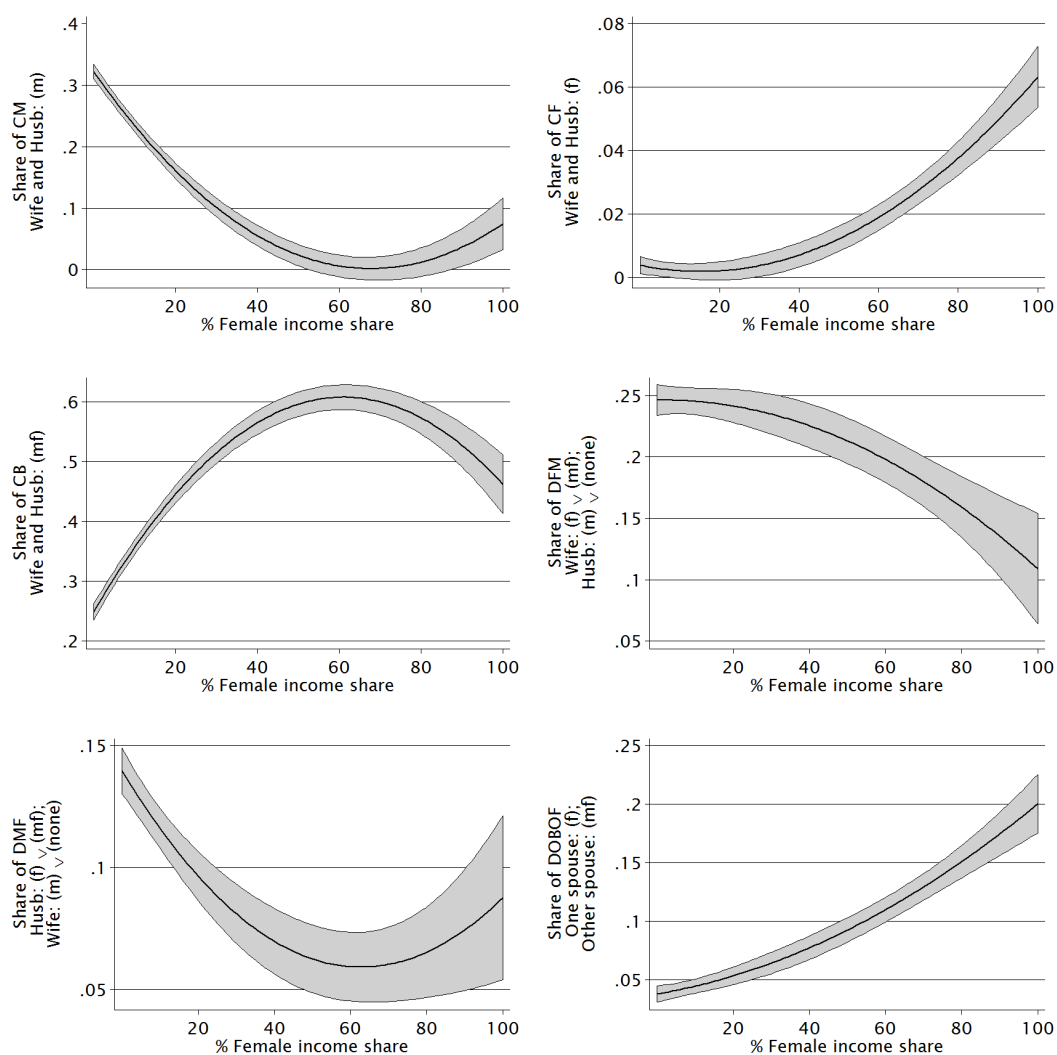 Share of CM
Wife and Husb: (m)
.4
.3
.2
.1
0
20 40 60 80 100
% Female income share
Share of CF
Wife and Husb: (f)
.08
.06
.04
.02
0
20 40 60 80 100
% Female income share
Share of CB
Wife and Husb: (mf)
.6
.5
.4
.3
.2
20 40 60 80 100
% Female income share
Share of DFM
Wife: (f) ∨ (mf);
Husb: (m) ∨ (none)
.25
.2
.15
.1
.05
20 40 60 80 100
% Female income share
Share of DMF
Husb: (f) ∨ (mf);
Wife: (m) ∨ (none)
.15
.1
.05
20 40 60 80 100
% Female income share
Share of DOBOF
One spouse: (f);
Other spouse: (mf)
.25
.2
.15
.1
.05
20 40 60 80 100
% Female income share